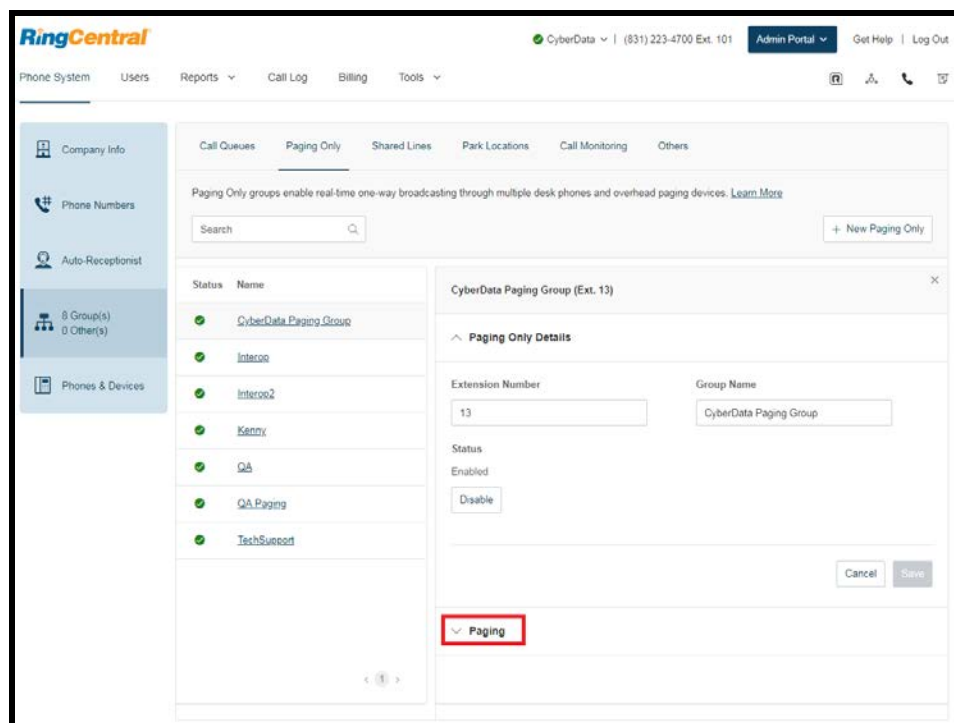 RingCentral
CyberData | (831) 223-4700 Ext. 101 Admin Portal Get Help | Log Out
Phone System Users Reports Call Log Billing Tools
Company Info
Phone Numbers
Auto-Receptionist
8 Group(s)
0 Other(s)
Phones & Devices
Call Queues Paging Only Shared Lines Park Locations Call Monitoring Others
Paging Only groups enable real-time one-way broadcasting through multiple desk phones and overhead paging devices. Learn More
Search + New Paging Only
Status Name
CyberData Paging Group
Interop
Interop2
Kenny
QA
QA Paging
TechSupport
1
CyberData Paging Group (Ext. 13)
Paging Only Details
Extension Number Group Name
13 CyberData Paging Group
Status
Enabled
Disable
Cancel Save
Paging